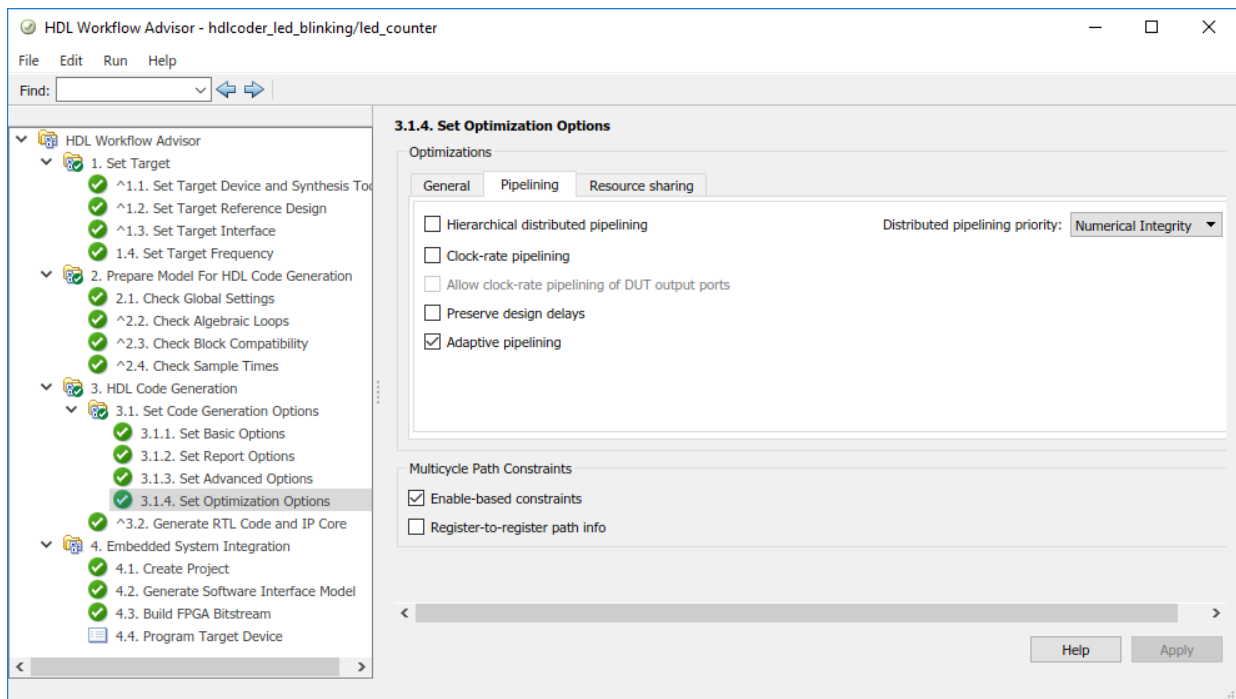 HDL Workflow Advisor - hdlcoder_led_blinking/led_counter
File Edit Run Help
Find:
HDL Workflow Advisor
1. Set Target
^1.1. Set Target Device and Synthesis Too
^1.2. Set Target Reference Design
^1.3. Set Target Interface
1.4. Set Target Frequency
2. Prepare Model For HDL Code Generation
2.1. Check Global Settings
^2.2. Check Algebraic Loops
^2.3. Check Block Compatibility
^2.4. Check Sample Times
3. HDL Code Generation
3.1. Set Code Generation Options
3.1.1. Set Basic Options
3.1.2. Set Report Options
3.1.3. Set Advanced Options
3.1.4. Set Optimization Options
^3.2. Generate RTL Code and IP Core
4. Embedded System Integration
4.1. Create Project
4.2. Generate Software Interface Model
4.3. Build FPGA Bitstream
4.4. Program Target Device
3.1.4. Set Optimization Options
Optimizations
General Pipelining Resource sharing
Hierarchical distributed pipelining Distributed pipelining priority: Numerical Integrity
Clock-rate pipelining
Allow clock-rate pipelining of DUT output ports
Preserve design delays
Adaptive pipelining
Multicycle Path Constraints
Enable-based constraints
Register-to-register path info
Help Apply